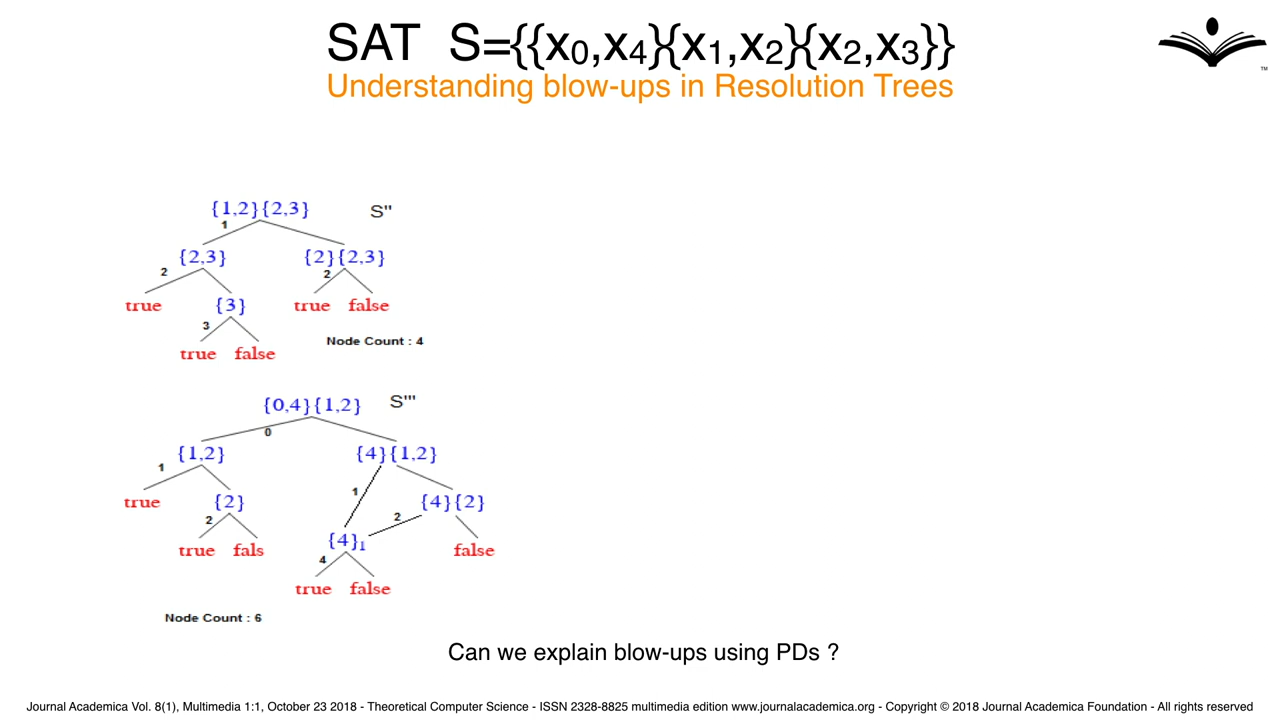 SAT S={{x₀,x₄}{x₁,x₂}{x₂,x₃}}
Understanding blow-ups in Resolution Trees
TM
{1,2}{2,3} S''
1
{2,3} {2}{2,3}
2 2
true {3} true false
3
true false
Node Count : 4
{0,4}{1,2} S'''
0
{1,2} {4}{1,2}
1 1
true {2} {4}{2}
2 2
true fals {4}₁ false
4
true false
Node Count : 6
Can we explain blow-ups using PDs ?
Journal Academica Vol. 8(1), Multimedia 1:1, October 23 2018 - Theoretical Computer Science - ISSN 2328-8825 multimedia edition www.journalacademica.org - Copyright © 2018 Journal Academica Foundation - All rights reserved